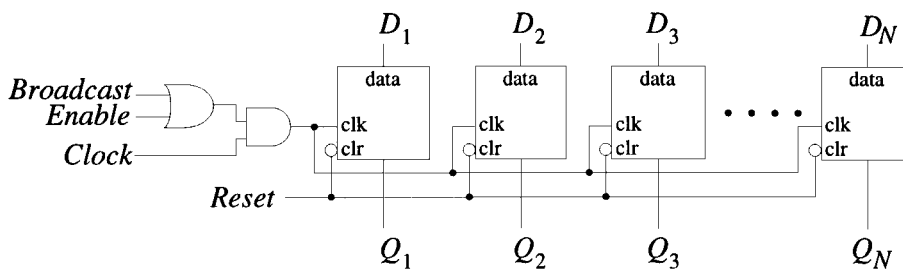 D1 D2 D3 DN
data data data data
Broadcast
Enable
clk clk clk clk
Clock
clr clr clr clr
Reset
Q1 Q2 Q3 QN